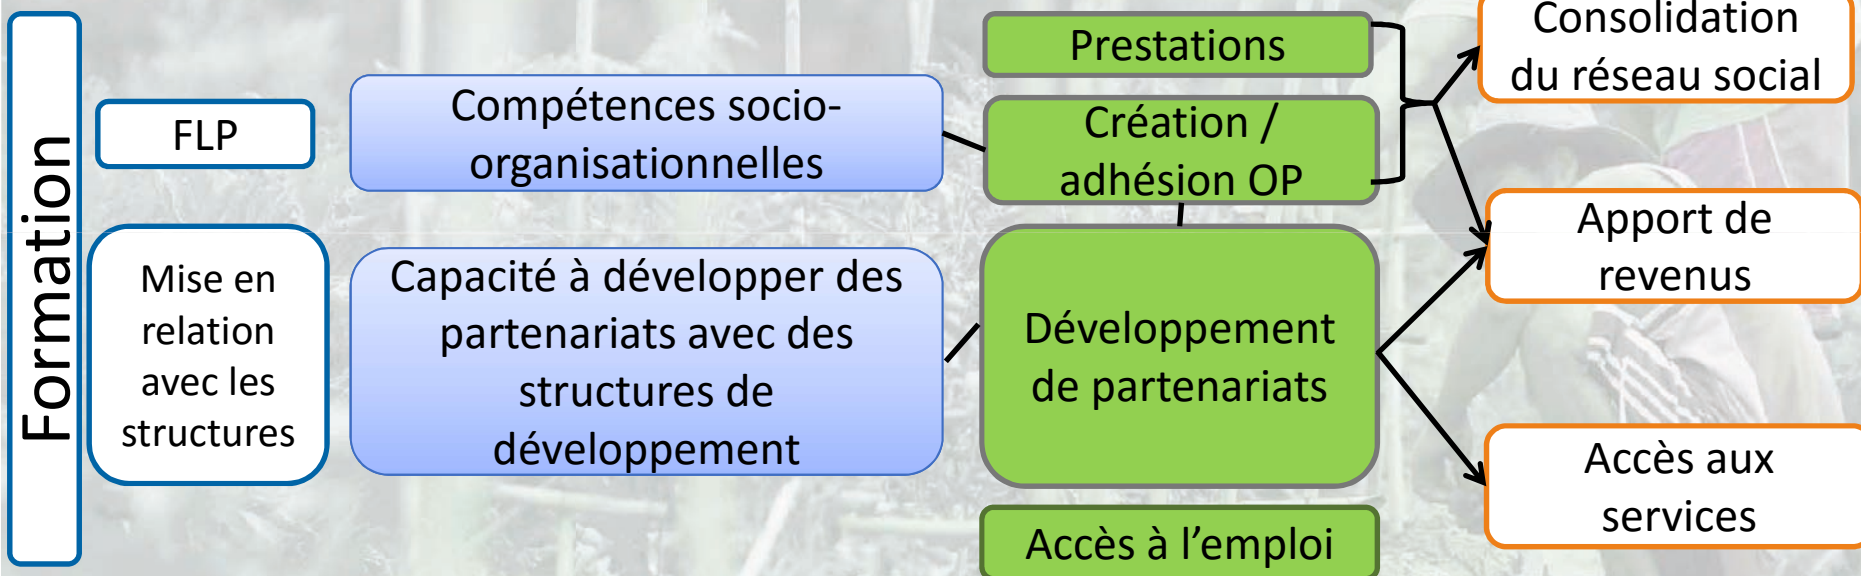 Formation
FLP
Mise en
relation
avec les
structures
Compétences socio-
organisationnelles
Capacité à développer des
partenariats avec des
structures de
développement
Prestations
Création /
adhésion OP
Développement
de partenariats
Accès à l’emploi
Consolidation
du réseau social
Apport de
revenus
Accès aux
services